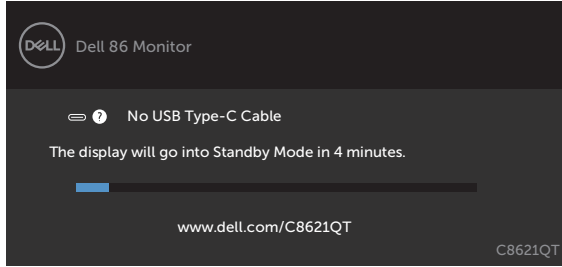 DELL
Dell 86 Monitor
? No USB Type-C Cable
The display will go into Standby Mode in 4 minutes.
www.dell.com/C8621QT
C8621QT